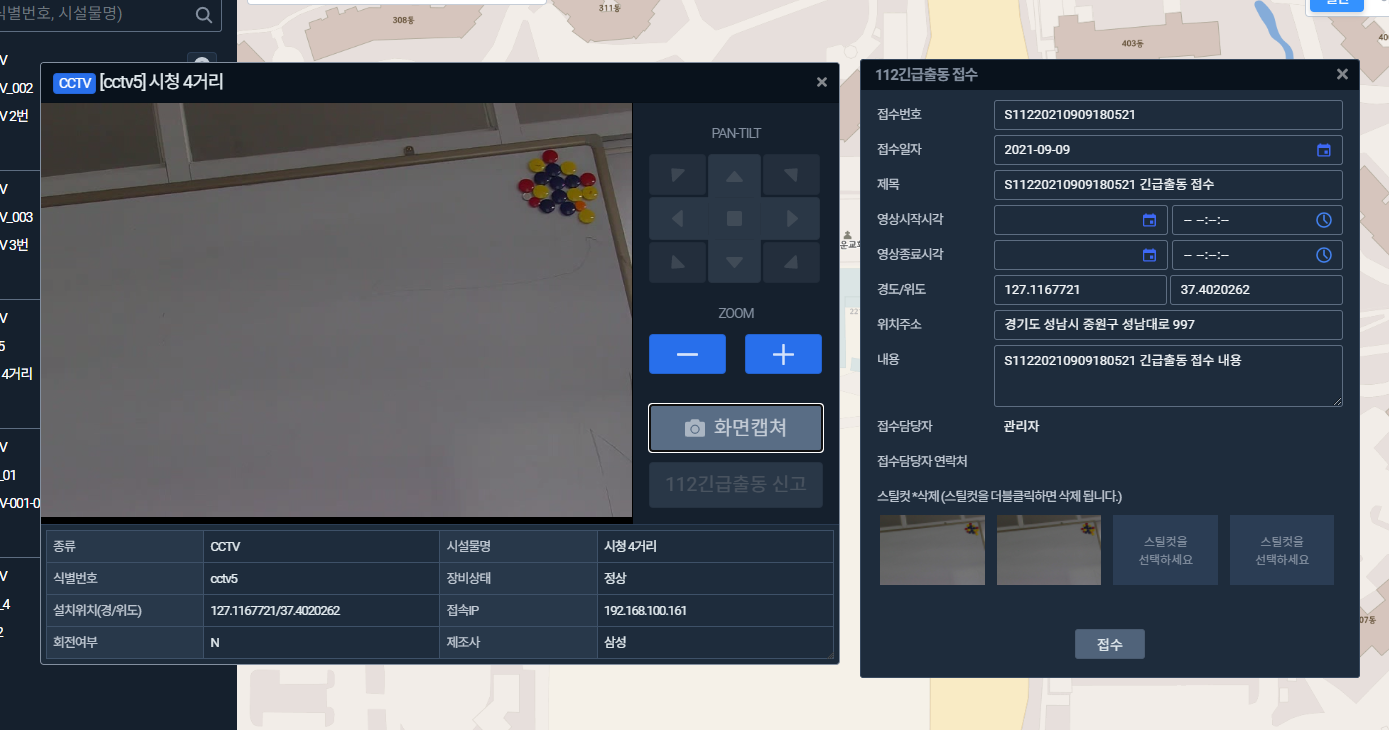 식별번호, 시설물)
308동
311동
403동
V
V_002
V 2번
V
V_003
V 3번
V
5
4거리
V
_01
V-001-0
V
_4
2
CCTV [cctv5] 시청 4거리
PAN-TILT
ZOOM
화면캡쳐
112긴급출동 신고
종류 CCTV 시설물명 시청 4거리
식별번호 cctv5 장비상태 정상
설치위치(경/위도) 127.1167721/37.4020262 접속IP 192.168.100.161
회전여부 N 제조사 삼성
112긴급출동 접수
접수번호 S11220210909180521
접수일자 2021-09-09
제목 S11220210909180521 긴급출동 접수
영상시작시각 -- --:--:--
영상종료시각 -- --:--:--
경도/위도 127.1167721 37.4020262
위치주소 경기도 성남시 중원구 성남대로 997
내용 S11220210909180521 긴급출동 접수 내용
접수담당자 관리자
접수담당자 연락처
스틸컷 *삭제 (스틸컷을 더블클릭하면 삭제 됩니다.)
스틸컷을
선택하세요
스틸컷을
선택하세요
접수
07동